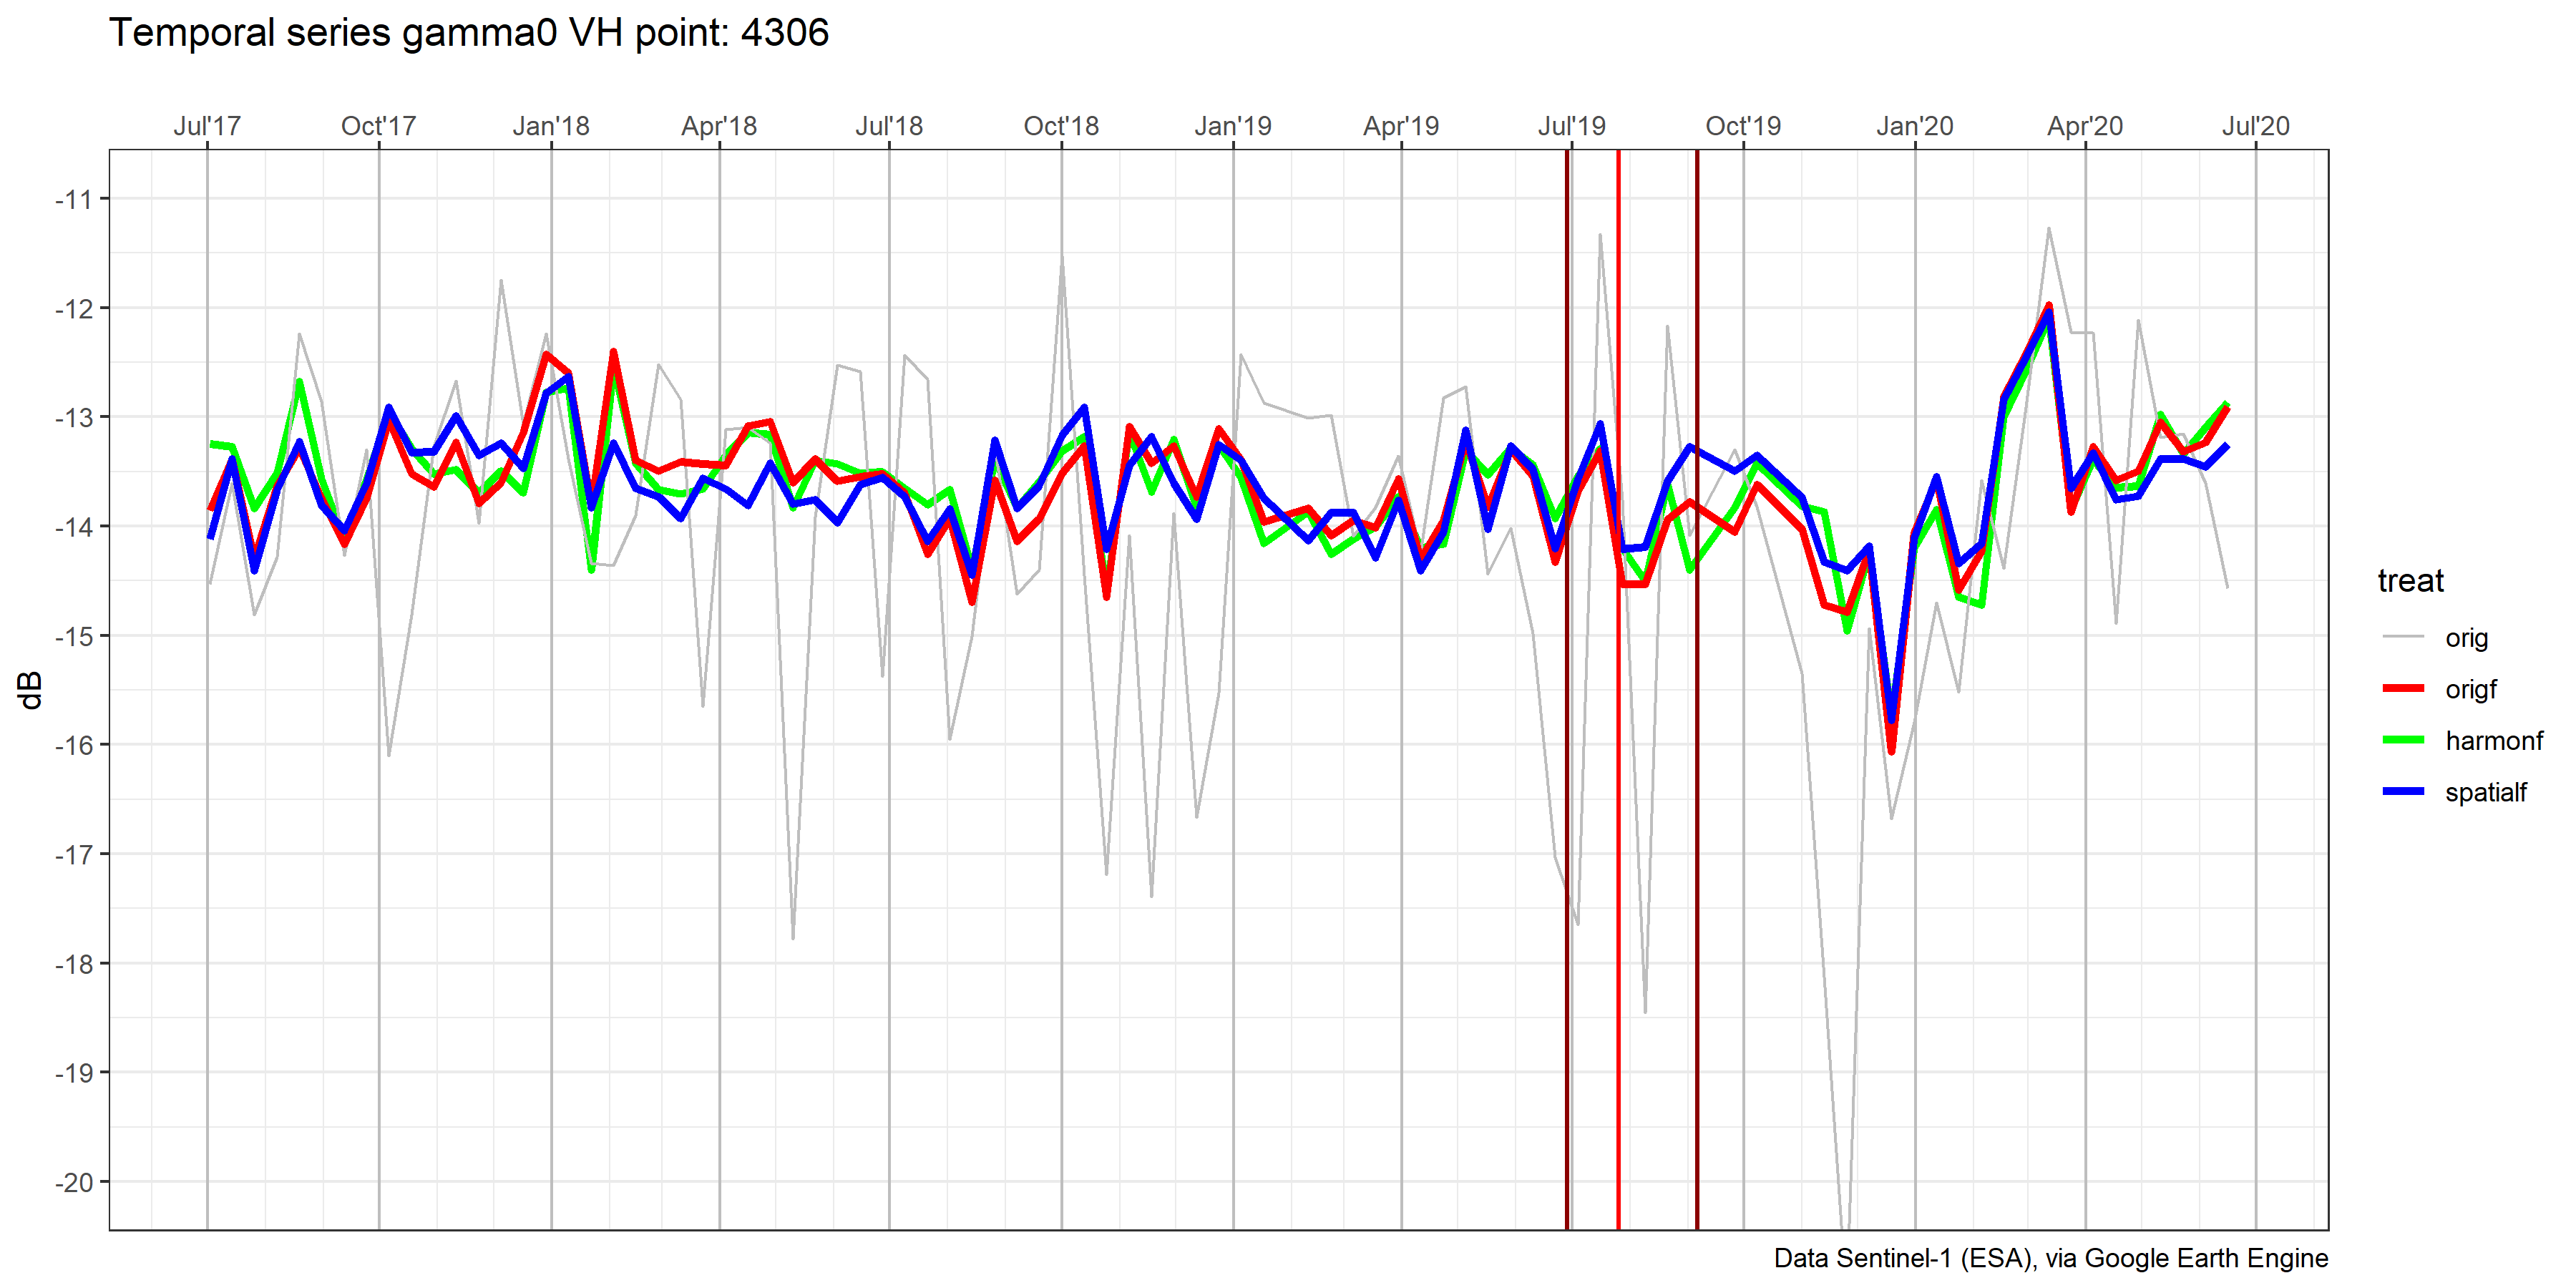 Temporal series gamma0 VH point: 4306
Jul'17 Oct'17 Jan'18 Apr'18 Jul'18 Oct'18 Jan'19 Apr'19 Jul'19 Oct'19 Jan'20 Apr'20 Jul'20
-11
-12
-13
-14
-15
-16
-17
-18
-19
-20
dB
treat
orig
origf
harmonf
spatialf
Data Sentinel-1 (ESA), via Google Earth Engine